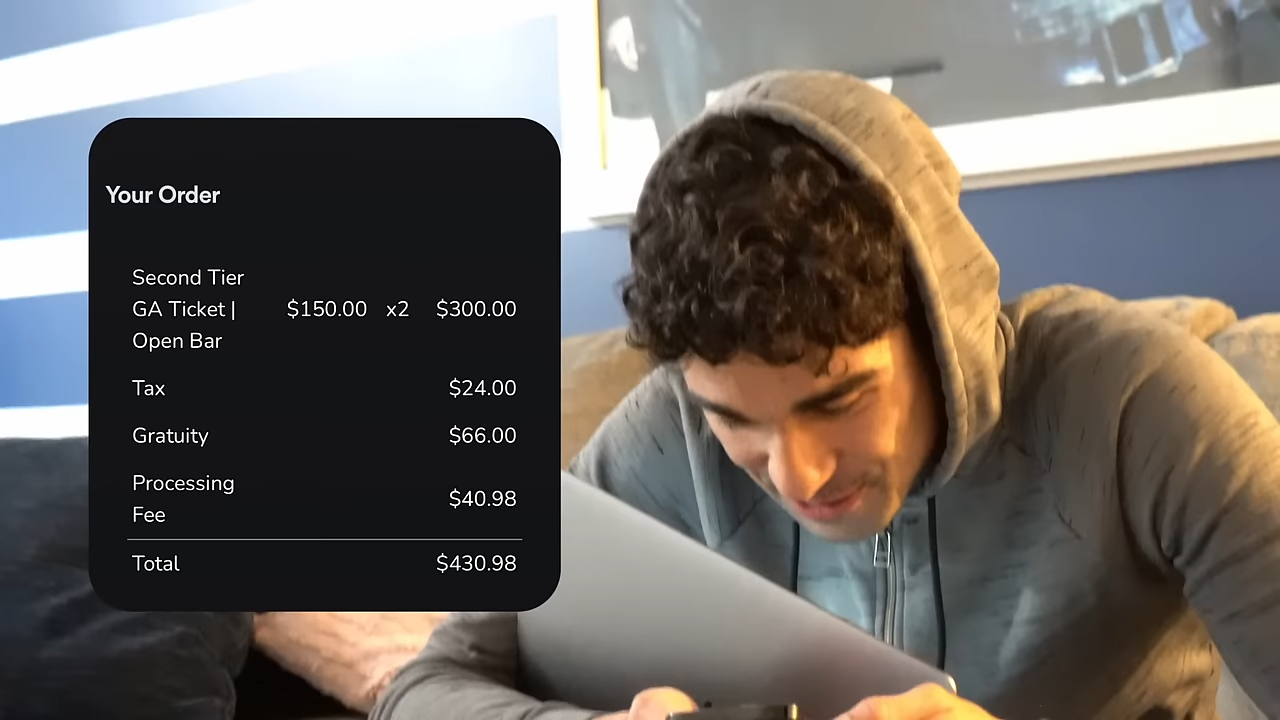 Your Order
Second Tier
GA Ticket | $150.00 x2 $300.00
Open Bar
Tax $24.00
Gratuity $66.00
Processing
Fee $40.98
Total $430.98